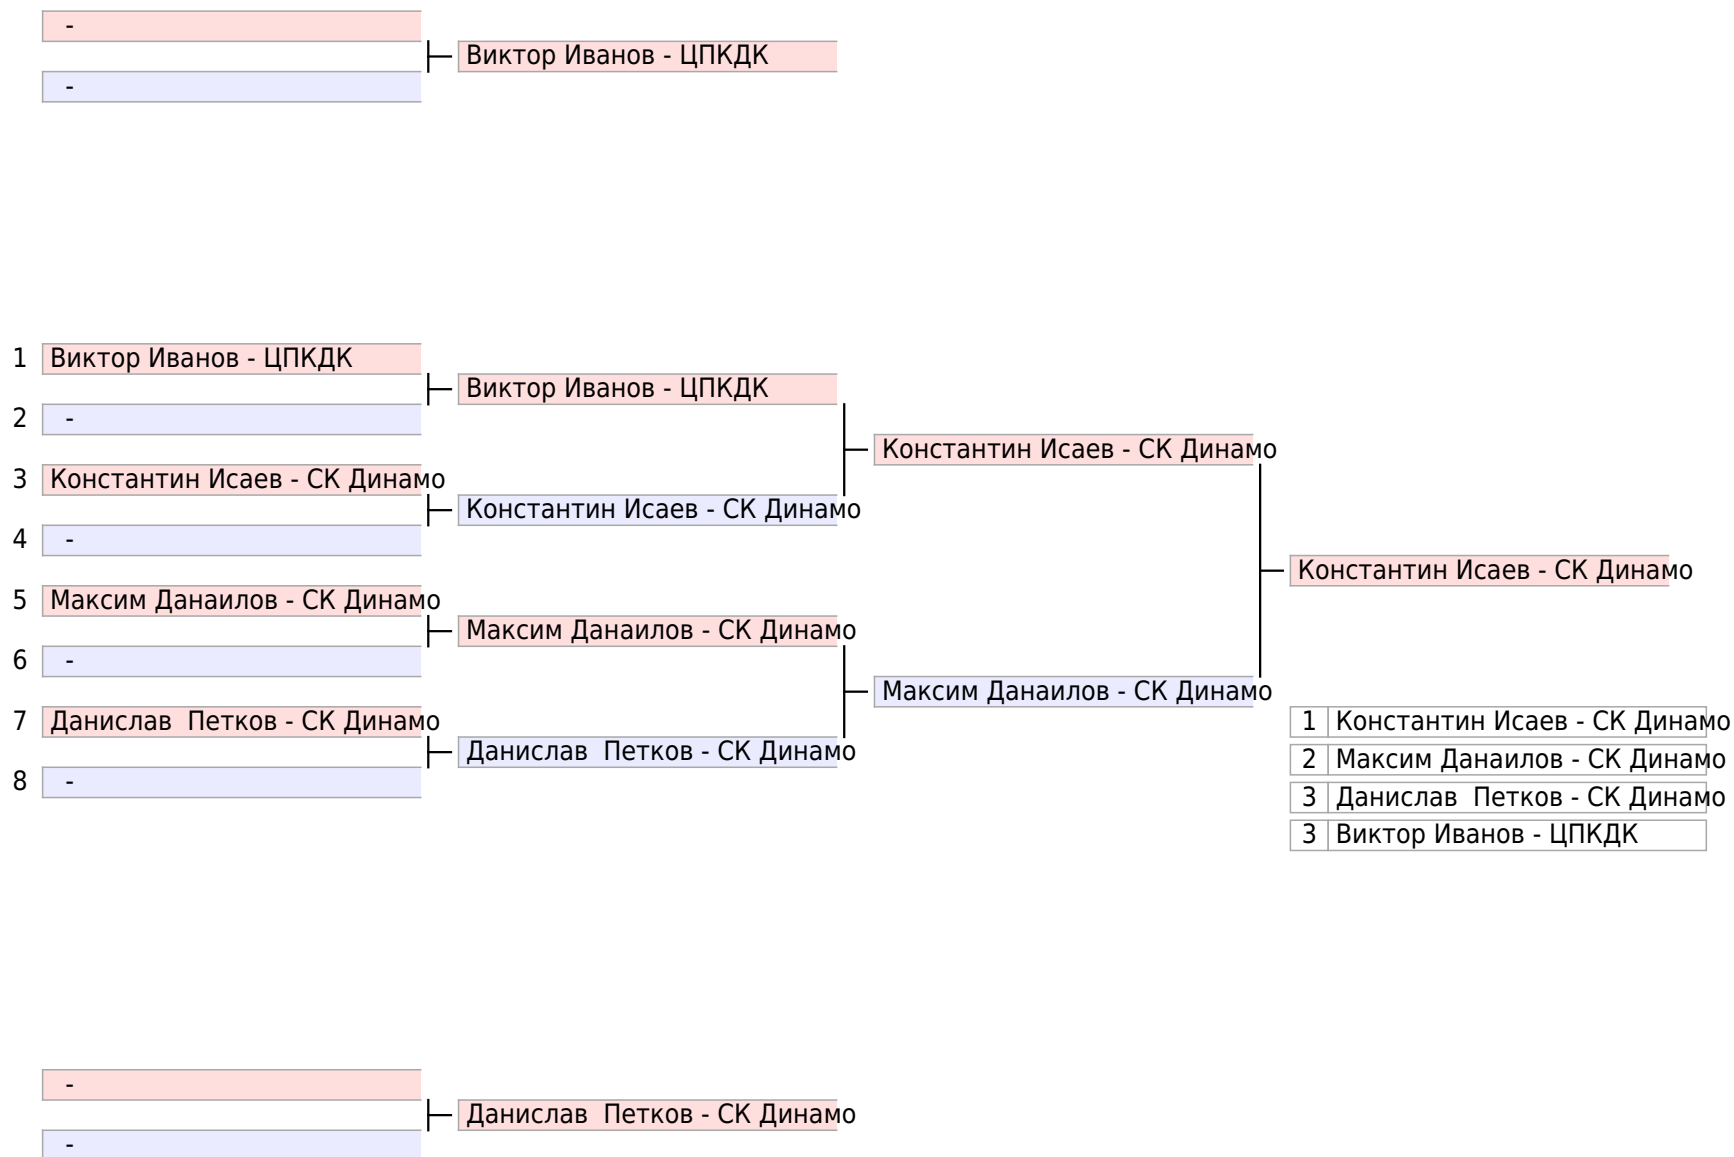 -
Виктор Иванов - ЦПКДК
-
1 Виктор Иванов - ЦПКДК
Виктор Иванов - ЦПКДК
2 -
Константин Исаев - СК Динамо
3 Константин Исаев - СК Динамо
Константин Исаев - СК Динамо
4 -
Константин Исаев - СК Динамо
5 Максим Данаилов - СК Динамо
Максим Данаилов - СК Динамо
6 -
Максим Данаилов - СК Динамо
7 Данислав  Петков - СК Динамо
Данислав  Петков - СК Динамо
8 -
1 Константин Исаев - СК Динамо
2 Максим Данаилов - СК Динамо
3 Данислав  Петков - СК Динамо
3 Виктор Иванов - ЦПКДК
-
Данислав  Петков - СК Динамо
-